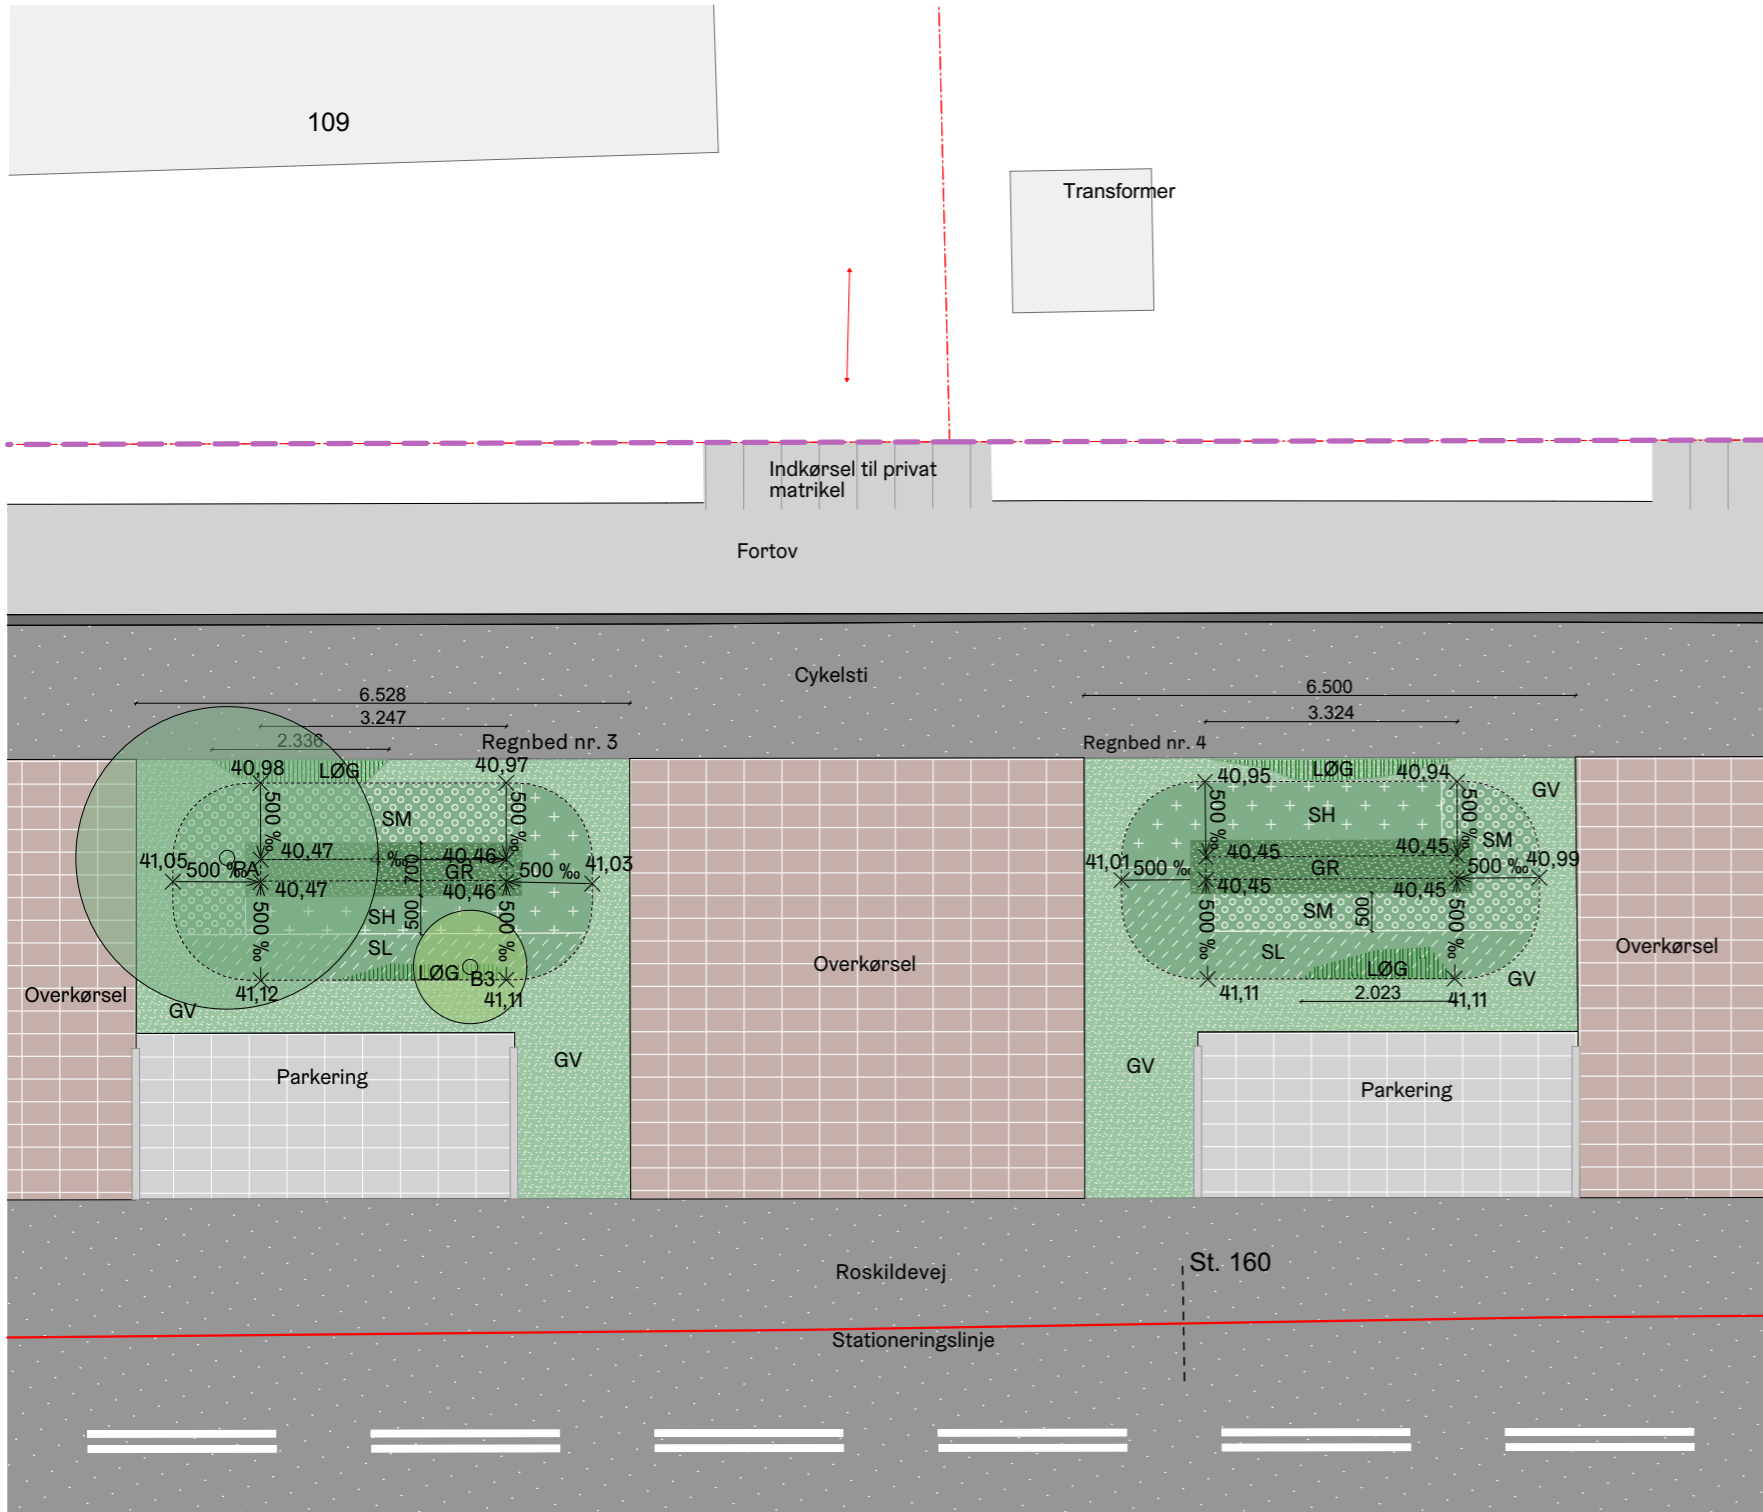 109
Transformer
Indkørsel til privat
matrikel
Fortov
Cykelsti
6.528
3.247
2.336
Regnbed nr. 3
6.500
3.324
Regnbed nr. 4
40,98
LØG
40,97
500 ‰
500 ‰
SM
41,05
500 ‰
RA
40,47
‰
40,46
700
GR
500 ‰
41,03
40,47
40,46
SH
500
500 ‰
500 ‰
SL
LØG
B3
41,12
41,11
GV
GV
Parkering
Overkørsel
Overkørsel
40,95
LØG
40,94
GV
500 ‰
500 ‰
SH
SM
41,01
500 ‰
40,45
40,45
GR
500 ‰
40,99
40,45
40,45
SM
500
500 ‰
500 ‰
SL
LØG
GV
41,11
2.023
41,11
GV
Parkering
Overkørsel
Roskildevej
St. 160
Stationeringslinje